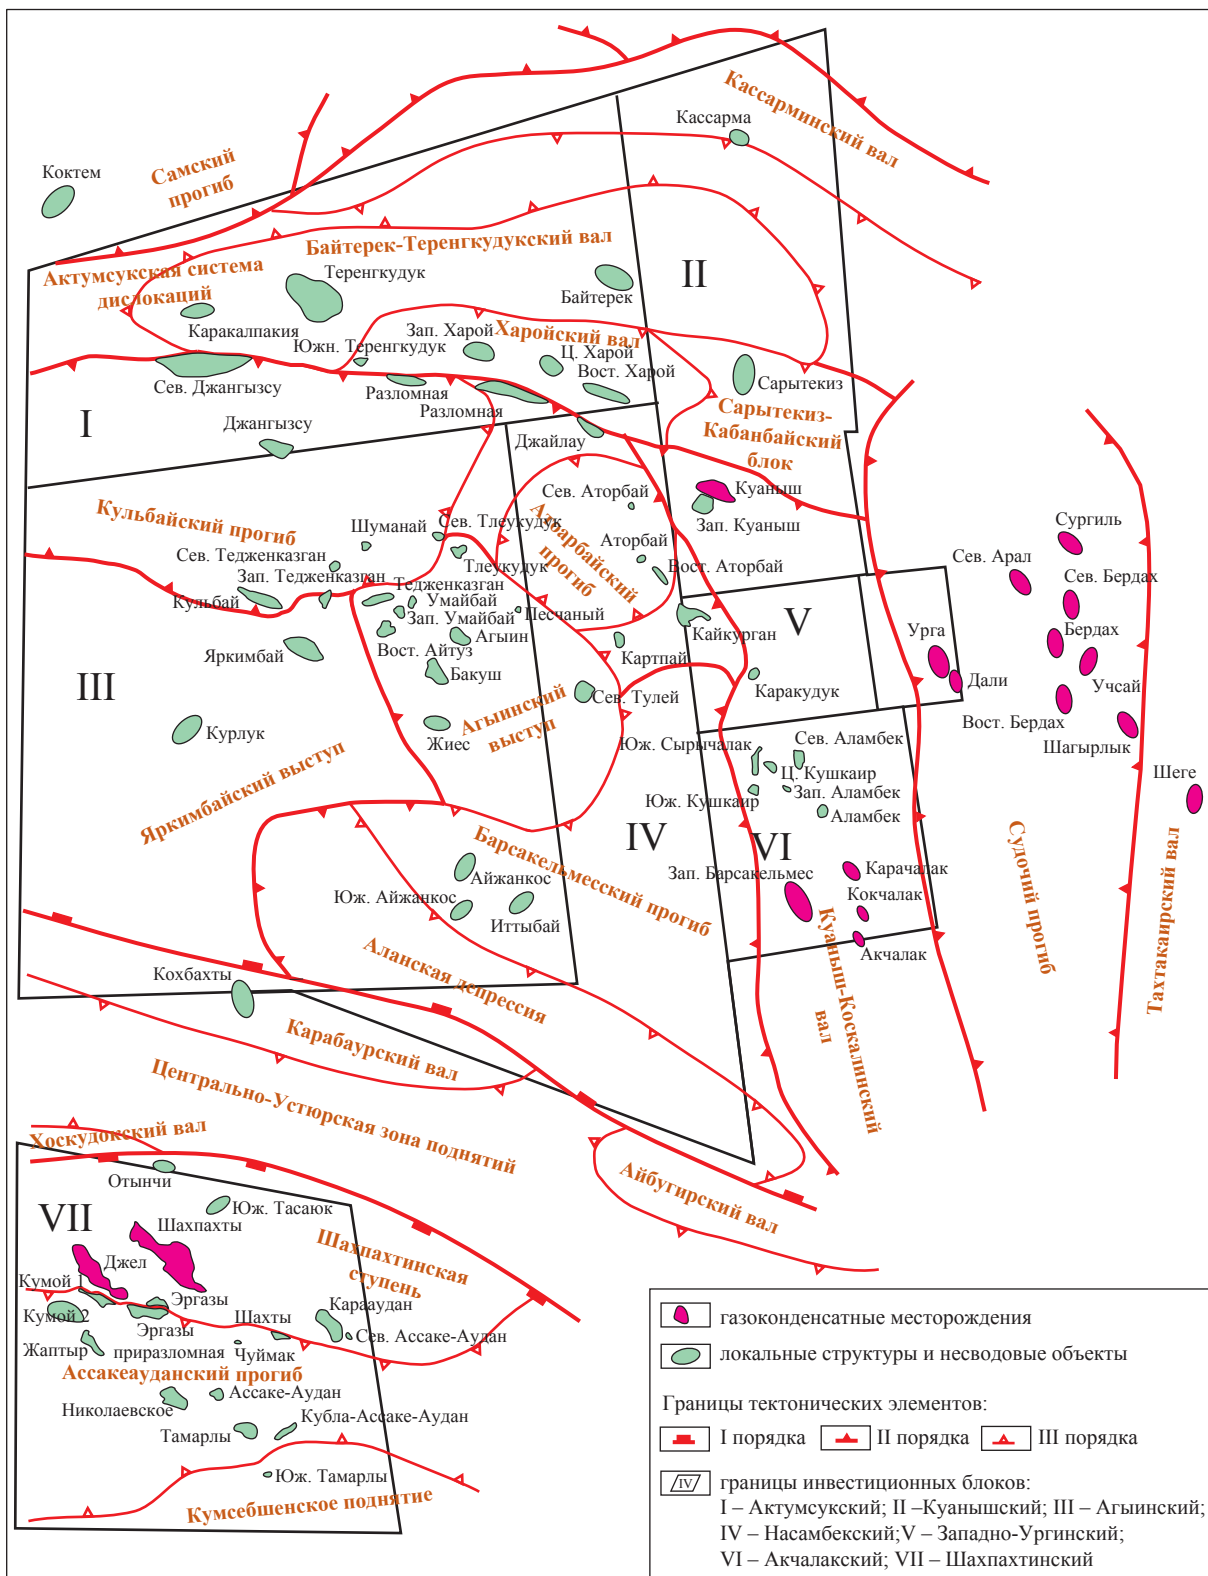 Кассарминский вал
Кассарма
Самский
прогиб
Коктем
Байтерек-Теренгкудукский вал
Актумсукская система
дислокаций
Теренгкудук
Байтерек
II
Каракалпакия
Зап. Харой
Харойский вал
Южн. Теренгкудук
Ц. Харой
Вост. Харой
Сев. Джангызсу
Разломная
Разломная
Сарытекиз
Сарытекиз-
Кабанбайский
блок
I
Джангызсу
Джайлау
Куаныш
Зап. Куаныш
Сев. Аторбай
Атбарбайский
прогиб
Аторбай
Вост. Аторбай
Кульбайский прогиб
Шуманай
Сев. Тлеукудук
Тлеукудук
Сев. Тедженказган
Зап. Тедженказган
Тедженказган
Кульбай
Умайбай
Зап. Умайбай
Песчаный
Вост. Айтуз
Агыин
Яркимбай
Бакуш
Картпай
Кайкурган
V
Каракудук
Сургиль
Сев. Арал
Сев. Бердах
Бердах
Урга
Дали
Учсай
Вост. Бердах
Шагырлык
Шеге
III
Курлук
Жиес
Агыинский
выступ
Сев. Тулей
Яркимбайский выступ
Юж. Сырычалак
Сев. Аламбек
Ц. Кушкаир
Юж. Кушкаир
Зап. Аламбек
Аламбек
IV
VI
Зап. Барсакельмес
Карачалак
Кокчалак
Акчалак
Судочий прогиб
Тахтакаирский вал
Барсакельмесский прогиб
Айжанкос
Юж. Айжанкос
Иттыбай
Куаныш-Коскалинский
вал
Аланская депрессия
Кохбахты
Карабаурский вал
Центрально-Устюрская зона поднятий
Хоскудокский вал
Айбугирский вал
Отынчи
Юж. Тасаюк
VII
Шахпахты
Джел
Шахпахтинская
ступень
Кумой 1
Кумой 2
Эргазы
Эргазы
приразломная
Шахты
Караaудан
Сев. Ассаке-Аудан
Жаптыр
Чуймак
Ассакеауданский прогиб
Ассаке-Аудан
Николаевское
Кубла-Ассаке-Аудан
Тамарлы
Юж. Тамарлы
Кумсебшенское поднятие
газоконденсатные месторождения
локальные структуры и несводовые объекты
Границы тектонических элементов:
I порядка II порядка III порядка
IV границы инвестиционных блоков:
I – Актумсукский; II –Куанышский; III – Агыинский;
IV – Насамбекский;V – Западно-Ургинский;
VI – Акчалакский; VII – Шахпахтинский